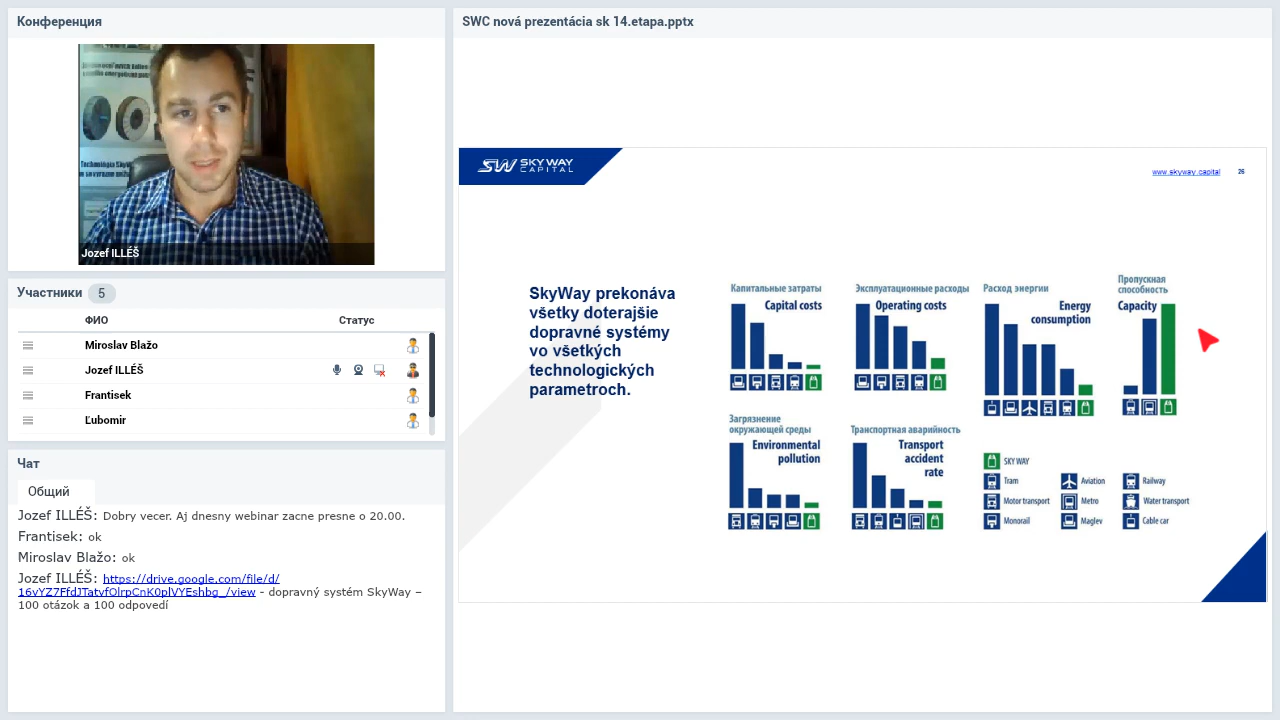 Конференция
Jozef ILLÉŠ
Участники 5
ФИО Статус
Miroslav Blažo
Jozef ILLÉŠ
Frantisek
Ľubomir
Чат
Общий
Jozef ILLÉŠ: Dobry vecer. Aj dnesny webinar zacne presne o 20.00.
Frantisek: ok
Miroslav Blažo: ok
Jozef ILLÉŠ: https://drive.google.com/file/d/
16vYZ7FfdJTatvfOlrpCnK0plVYEshbg_/view - dopravný systém SkyWay –
100 otázok a 100 odpovedí
SWC nová prezentácia sk 14.etapa.pptx
SW SKY WAY
CAPITAL
www.skyway.capital 26
SkyWay prekonáva
všetky doterajšie
dopravné systémy
vo všetkých
technologických
parametroch.
Капитальные затраты
Capital costs
Эксплуатационные расходы
Operating costs
Расход энергии
Energy
consumption
Пропускная
способность
Capacity
Загрязнение
окружающей среды
Environmental
pollution
Транспортная аварийность
Transport
accident
rate
SKY WAY
Tram
Aviation
Railway
Motor transport
Metro
Water transport
Monorail
Maglev
Cable car